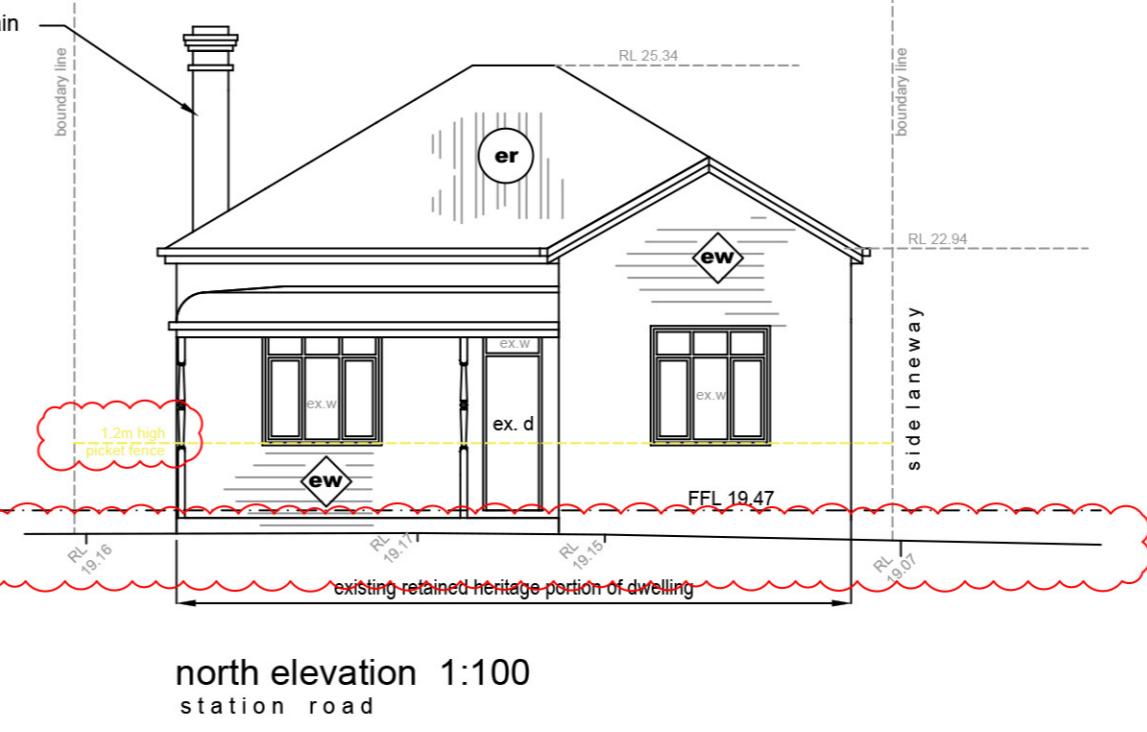 in
boundary line
RL 25.34
boundary line
er
RL 22.94
ew
side laneway
ex.w
ex.w
ex.w
ex. d
1.2m high
picket fence
ew
FFL 19.47
RL
19.16
RL
19.17
RL
19.15
RL
19.07
existing retained heritage portion of dwelling
north elevation 1:100
station road